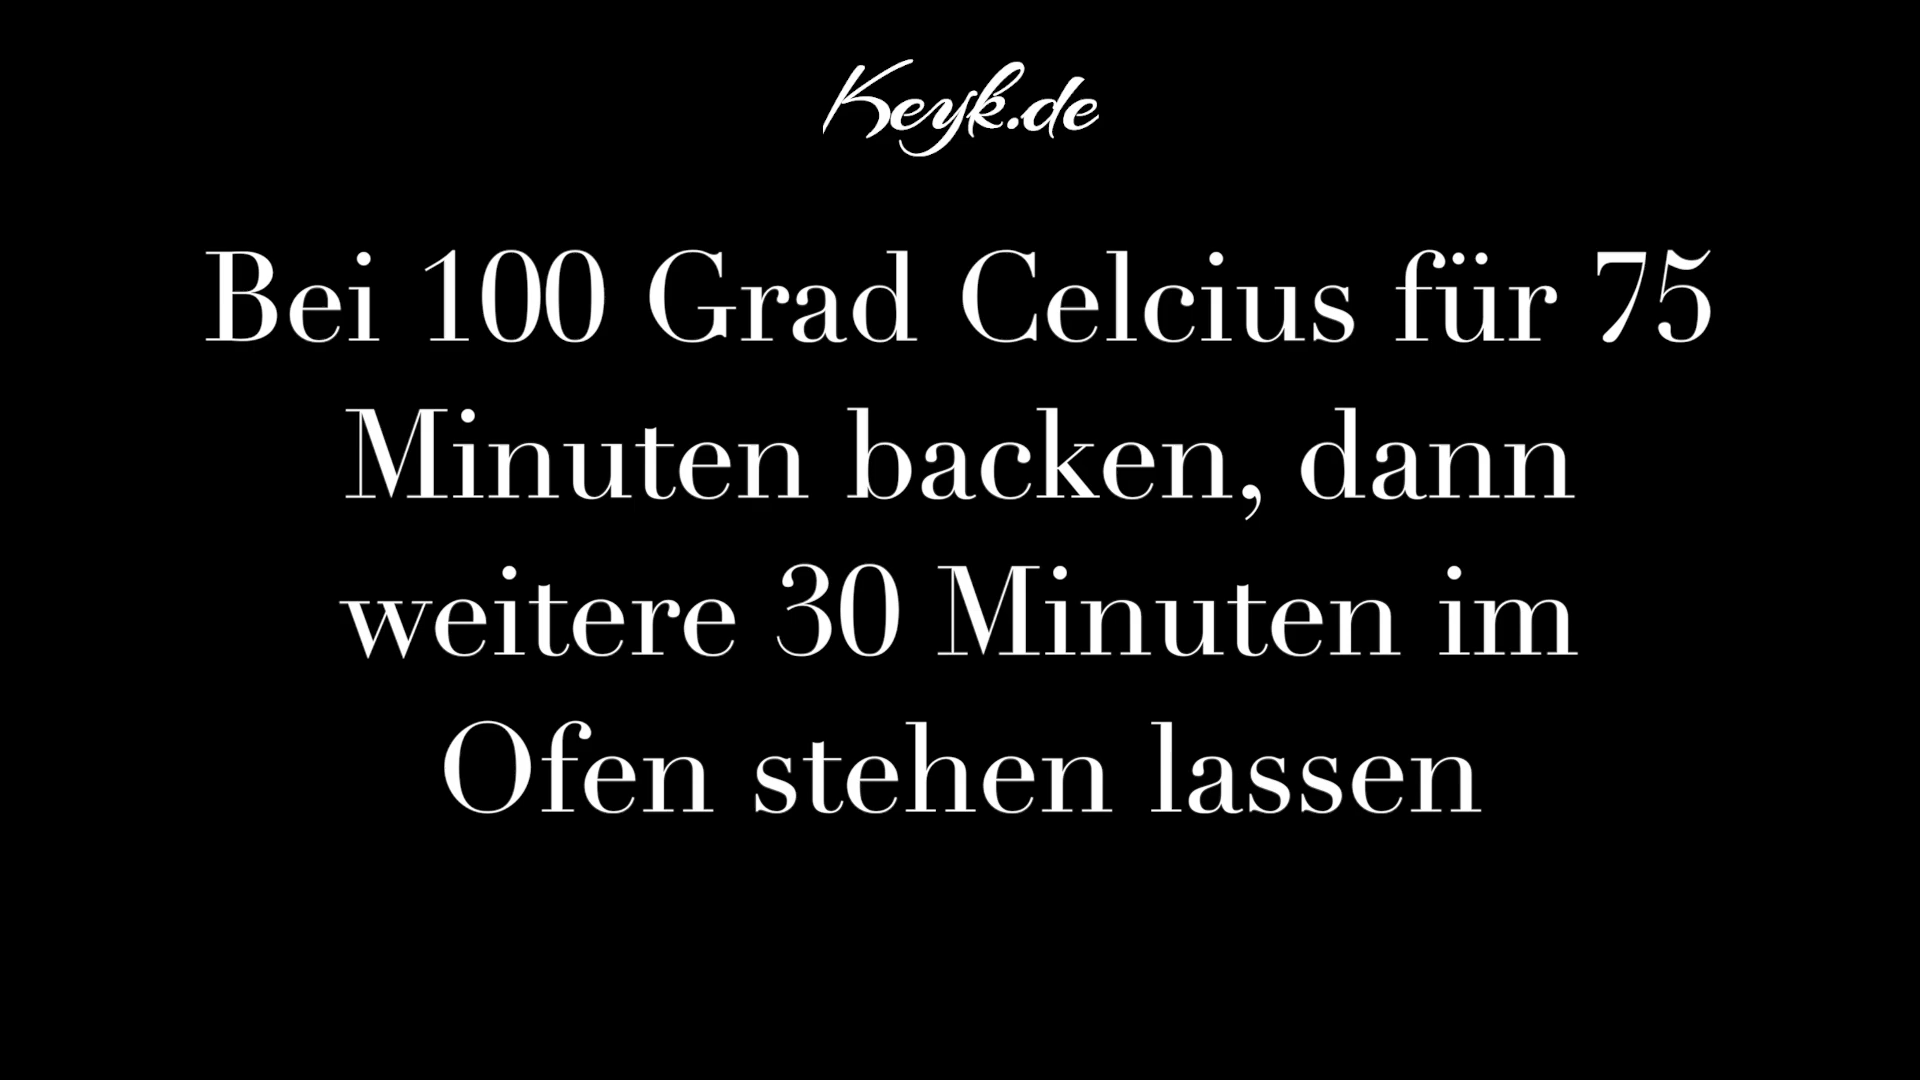 Keyk.de
Bei 100 Grad Celcius für 75
Minuten backen, dann
weitere 30 Minuten im
Ofen stehen lassen